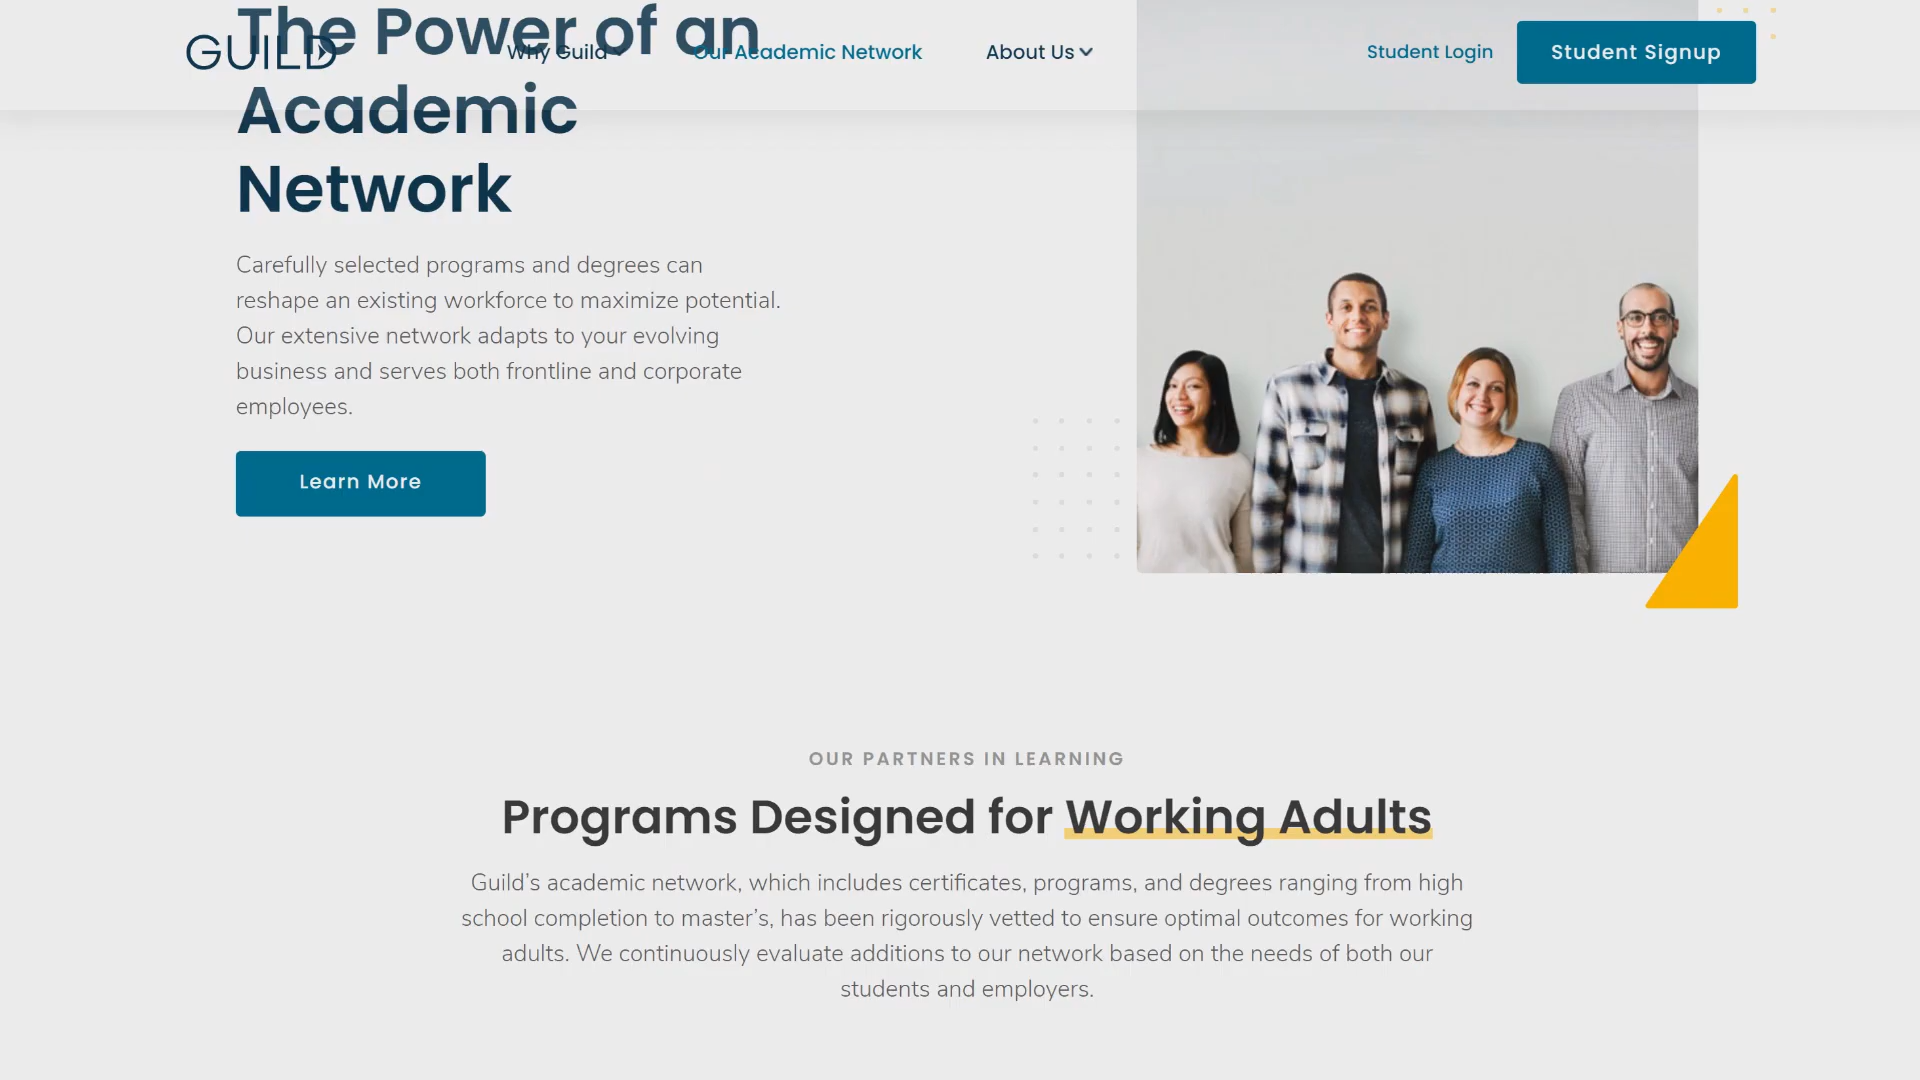 GUILD
Why Guild
Our Academic Network
About Us
Student Login
Student Signup
The Power of an
Academic
Network
Carefully selected programs and degrees can
reshape an existing workforce to maximize potential.
Our extensive network adapts to your evolving
business and serves both frontline and corporate
employees.
Learn More
OUR PARTNERS IN LEARNING
Programs Designed for Working Adults
Guild’s academic network, which includes certificates, programs, and degrees ranging from high
school completion to master’s, has been rigorously vetted to ensure optimal outcomes for working
adults. We continuously evaluate additions to our network based on the needs of both our
students and employers.